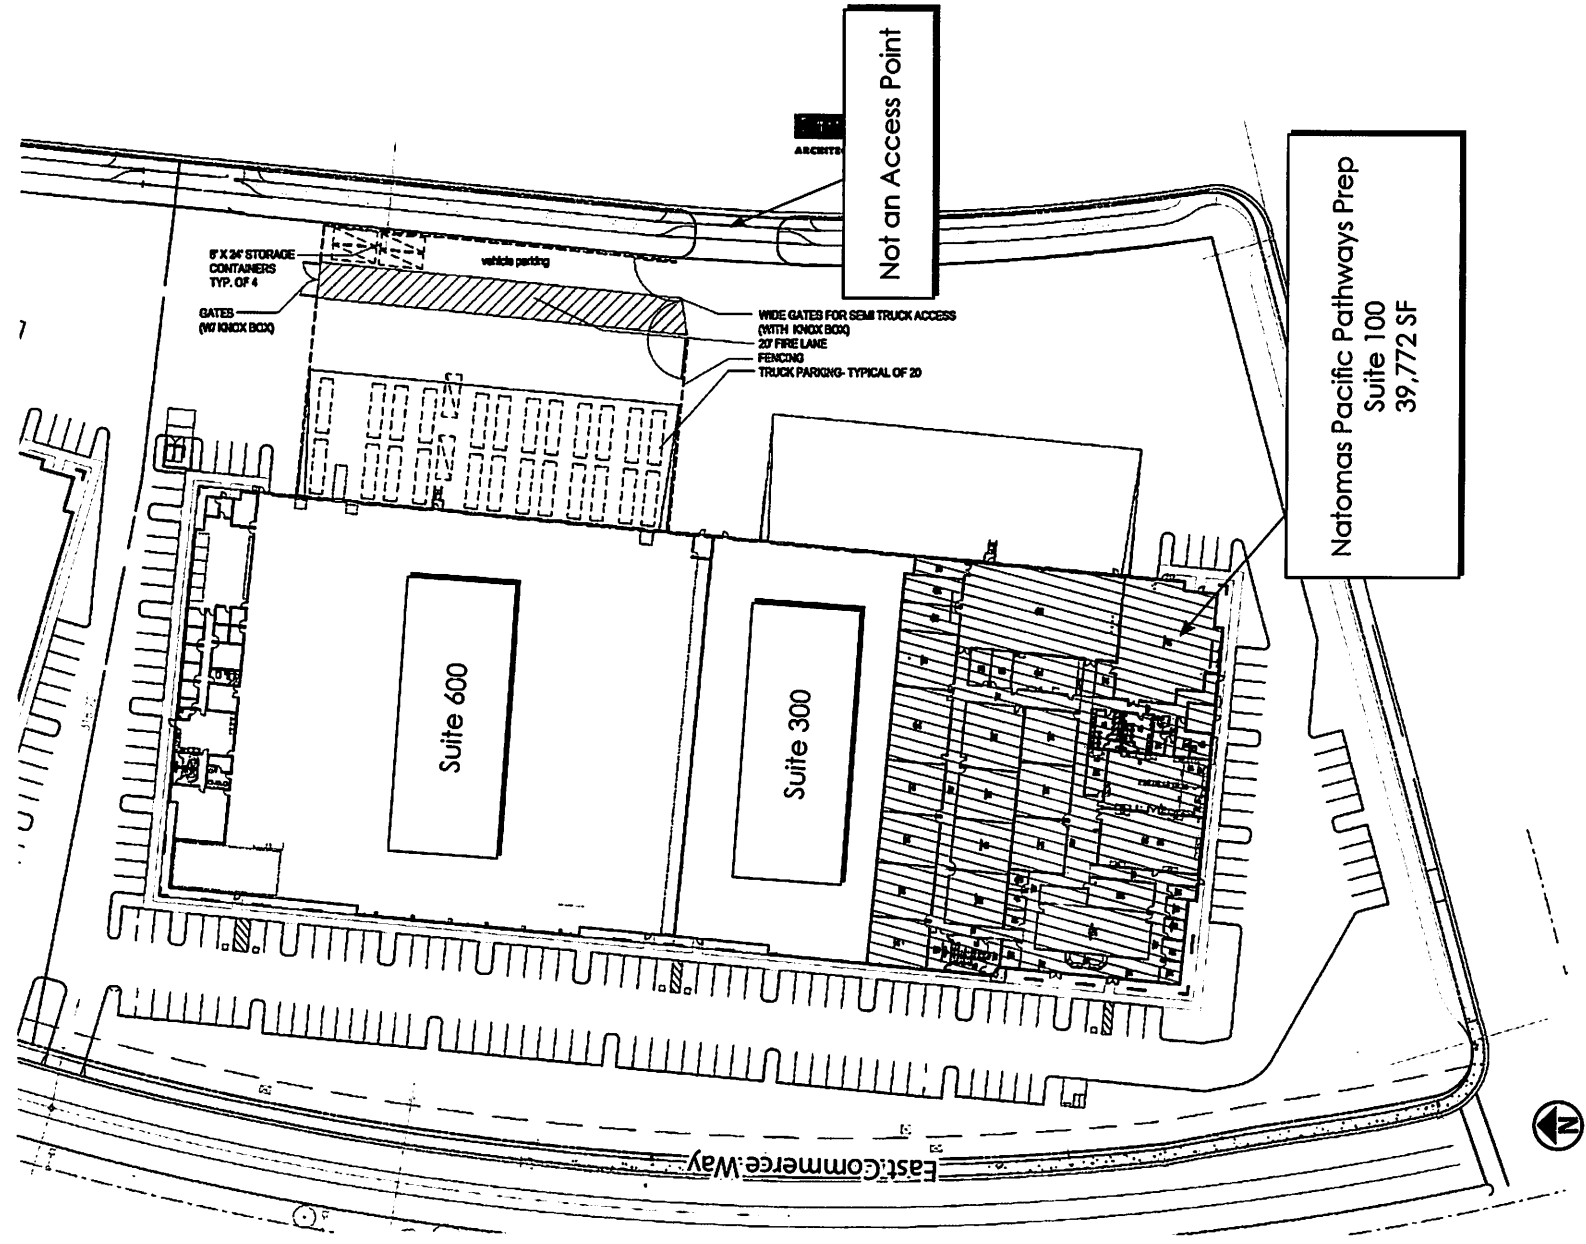 Not an Access Point
ARCHITE
8' X 24' STORAGE
CONTAINERS
TYP. OF 4
GATES
(W/ KNOX BOX)
vehicle parking
WIDE GATES FOR SEMI TRUCK ACCESS
(WITH KNOX BOX)
20' FIRE LANE
FENCING
TRUCK PARKING- TYPICAL OF 20
Natomas Pacific Pathways Prep
Suite 100
39,772 SF
Suite 600
Suite 300
East Commerce Way
N